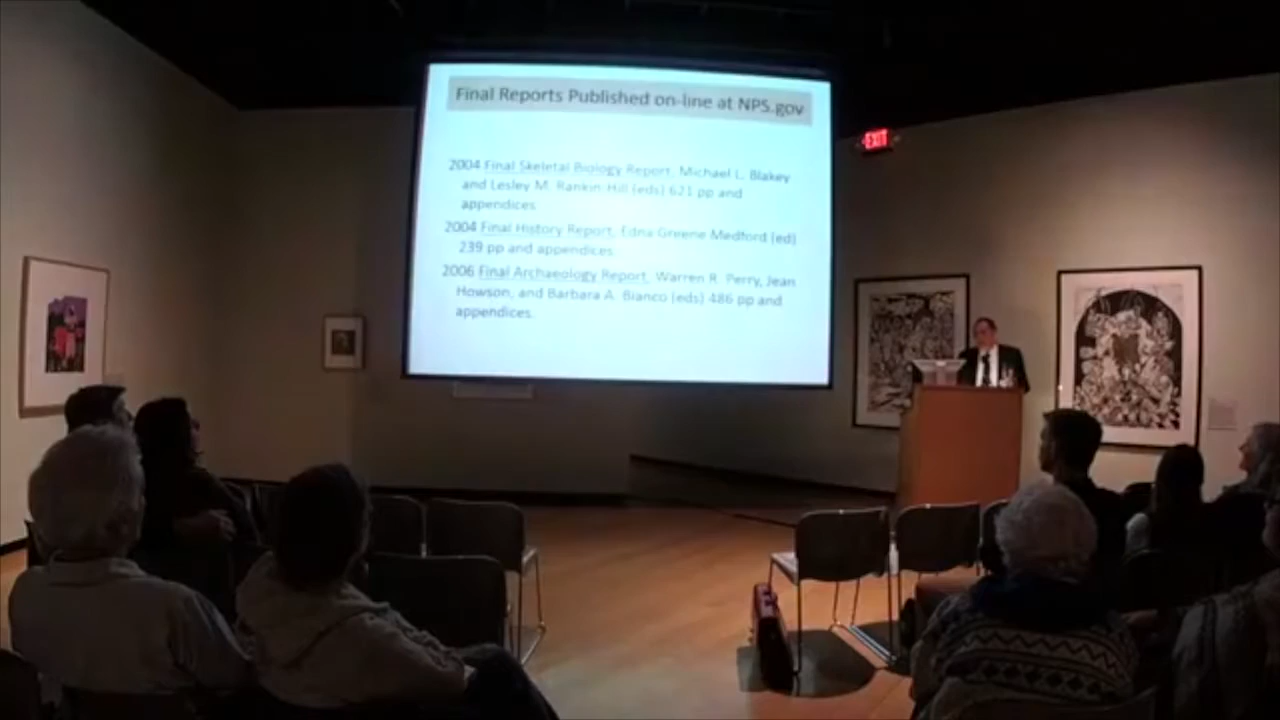 Final Reports Published on-line at NPS.gov
2004 Final Skeletal Biology Report, Michael L. Blakey
and Lesley M. Rankin-Hill (eds) 621 pp and
appendices.
2004 Final History Report, Edna Greene Medford (ed)
239 pp and appendices.
2006 Final Archaeology Report, Warren R. Perry, Jean
Howson, and Barbara A. Bianco (eds) 486 pp and
appendices.
EXIT